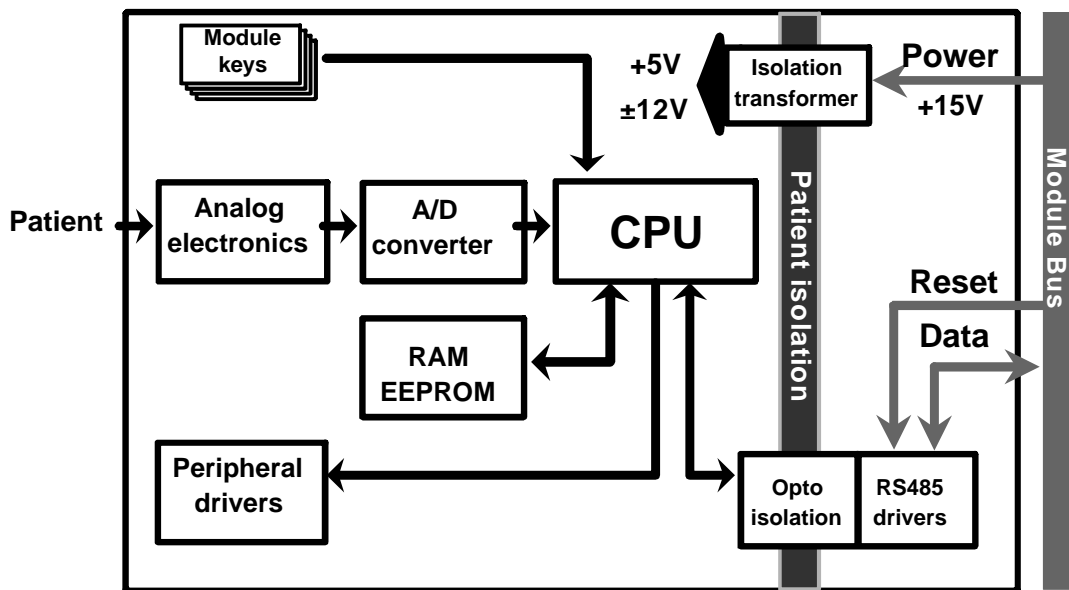 Module
keys
+5V
±12V
Isolation
transformer
Power
+15V
Module Bus
Patient isolation
Patient
Analog
electronics
A/D
converter
CPU
Reset
Data
RAM
EEPROM
Peripheral
drivers
Opto
isolation
RS485
drivers